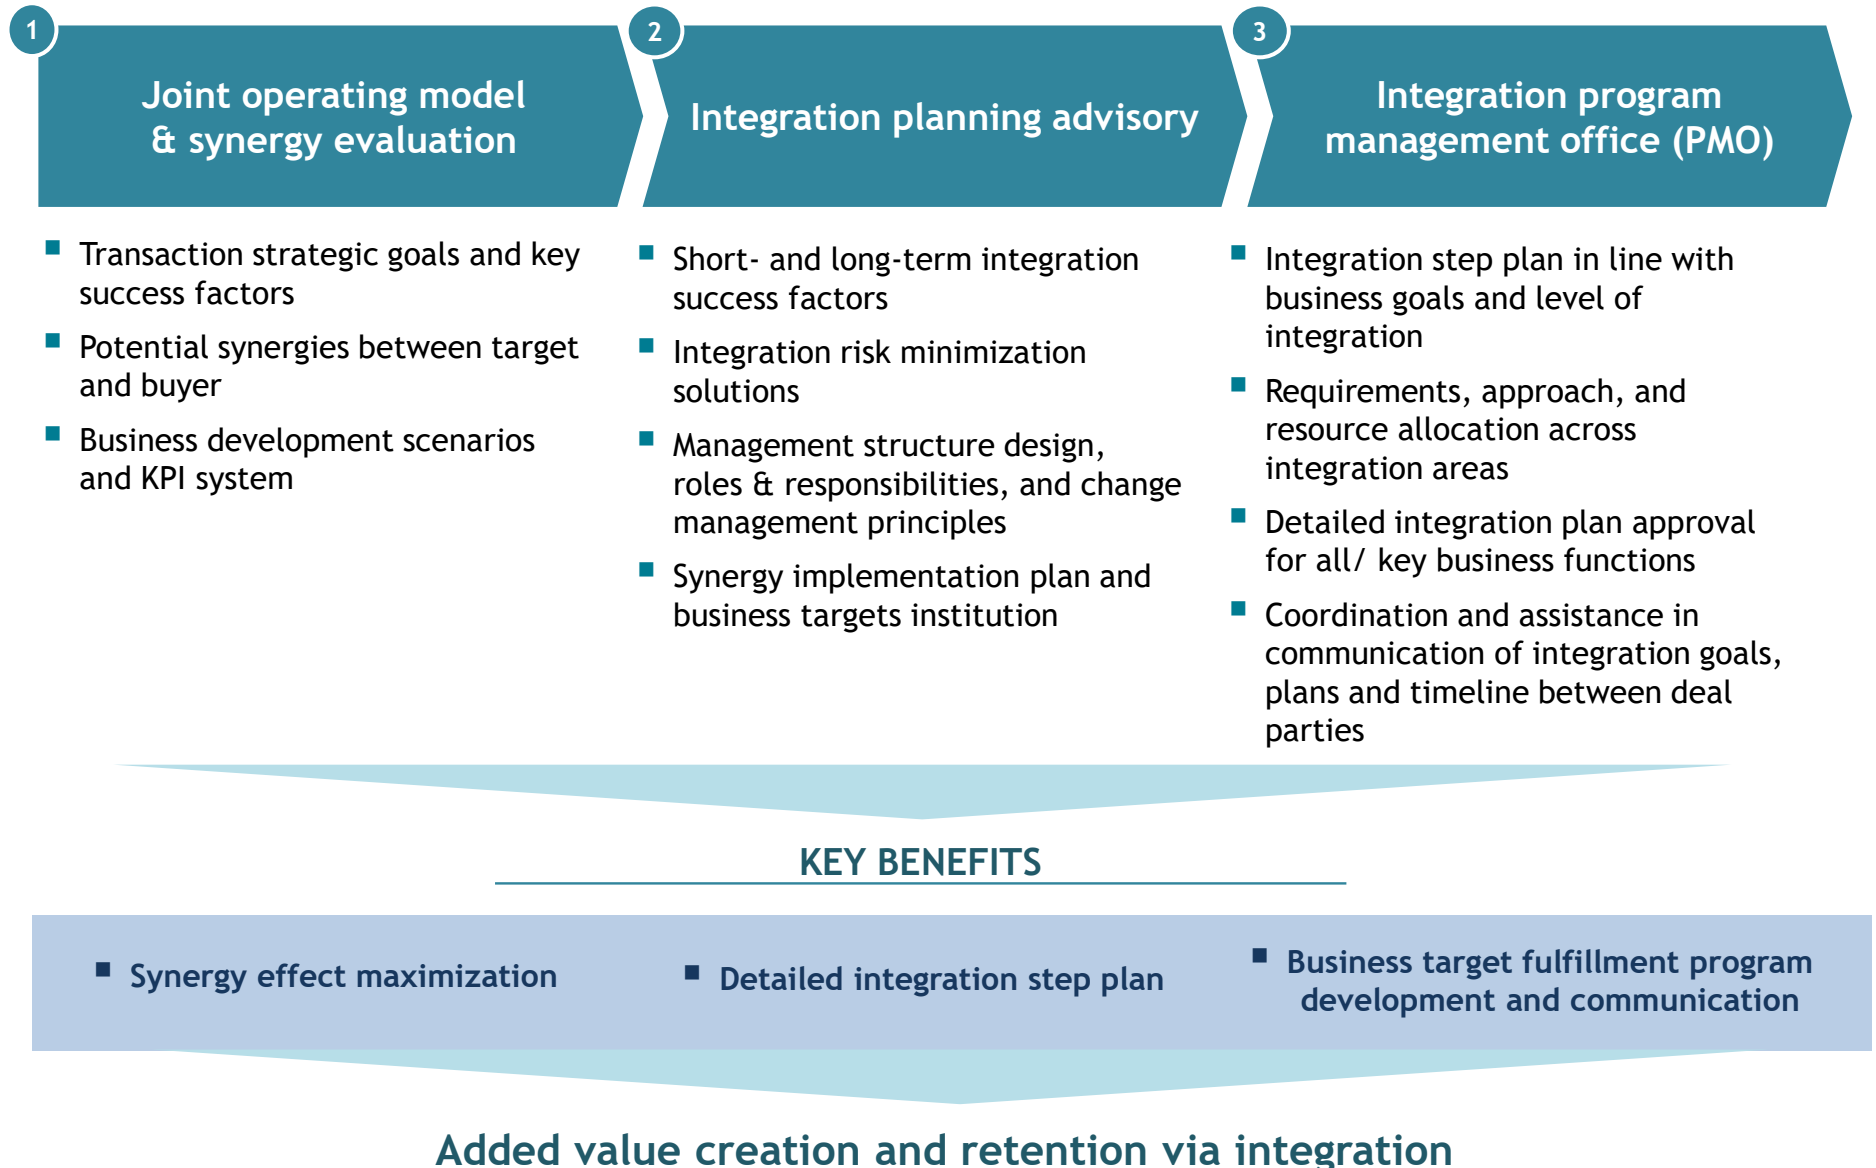 1
Joint operating model
& synergy evaluation
2
Integration planning advisory
3
Integration program
management office (PMO)
▪ Transaction strategic goals and key
success factors
▪ Potential synergies between target
and buyer
▪ Business development scenarios
and KPI system
▪ Short- and long-term integration
success factors
▪ Integration risk minimization
solutions
▪ Management structure design,
roles & responsibilities, and change
management principles
▪ Synergy implementation plan and
business targets institution
▪ Integration step plan in line with
business goals and level of
integration
▪ Requirements, approach, and
resource allocation across
integration areas
▪ Detailed integration plan approval
for all/ key business functions
▪ Coordination and assistance in
communication of integration goals,
plans and timeline between deal
parties
KEY BENEFITS
▪ Synergy effect maximization
▪ Detailed integration step plan
▪ Business target fulfillment program
development and communication
Added value creation and retention via integration